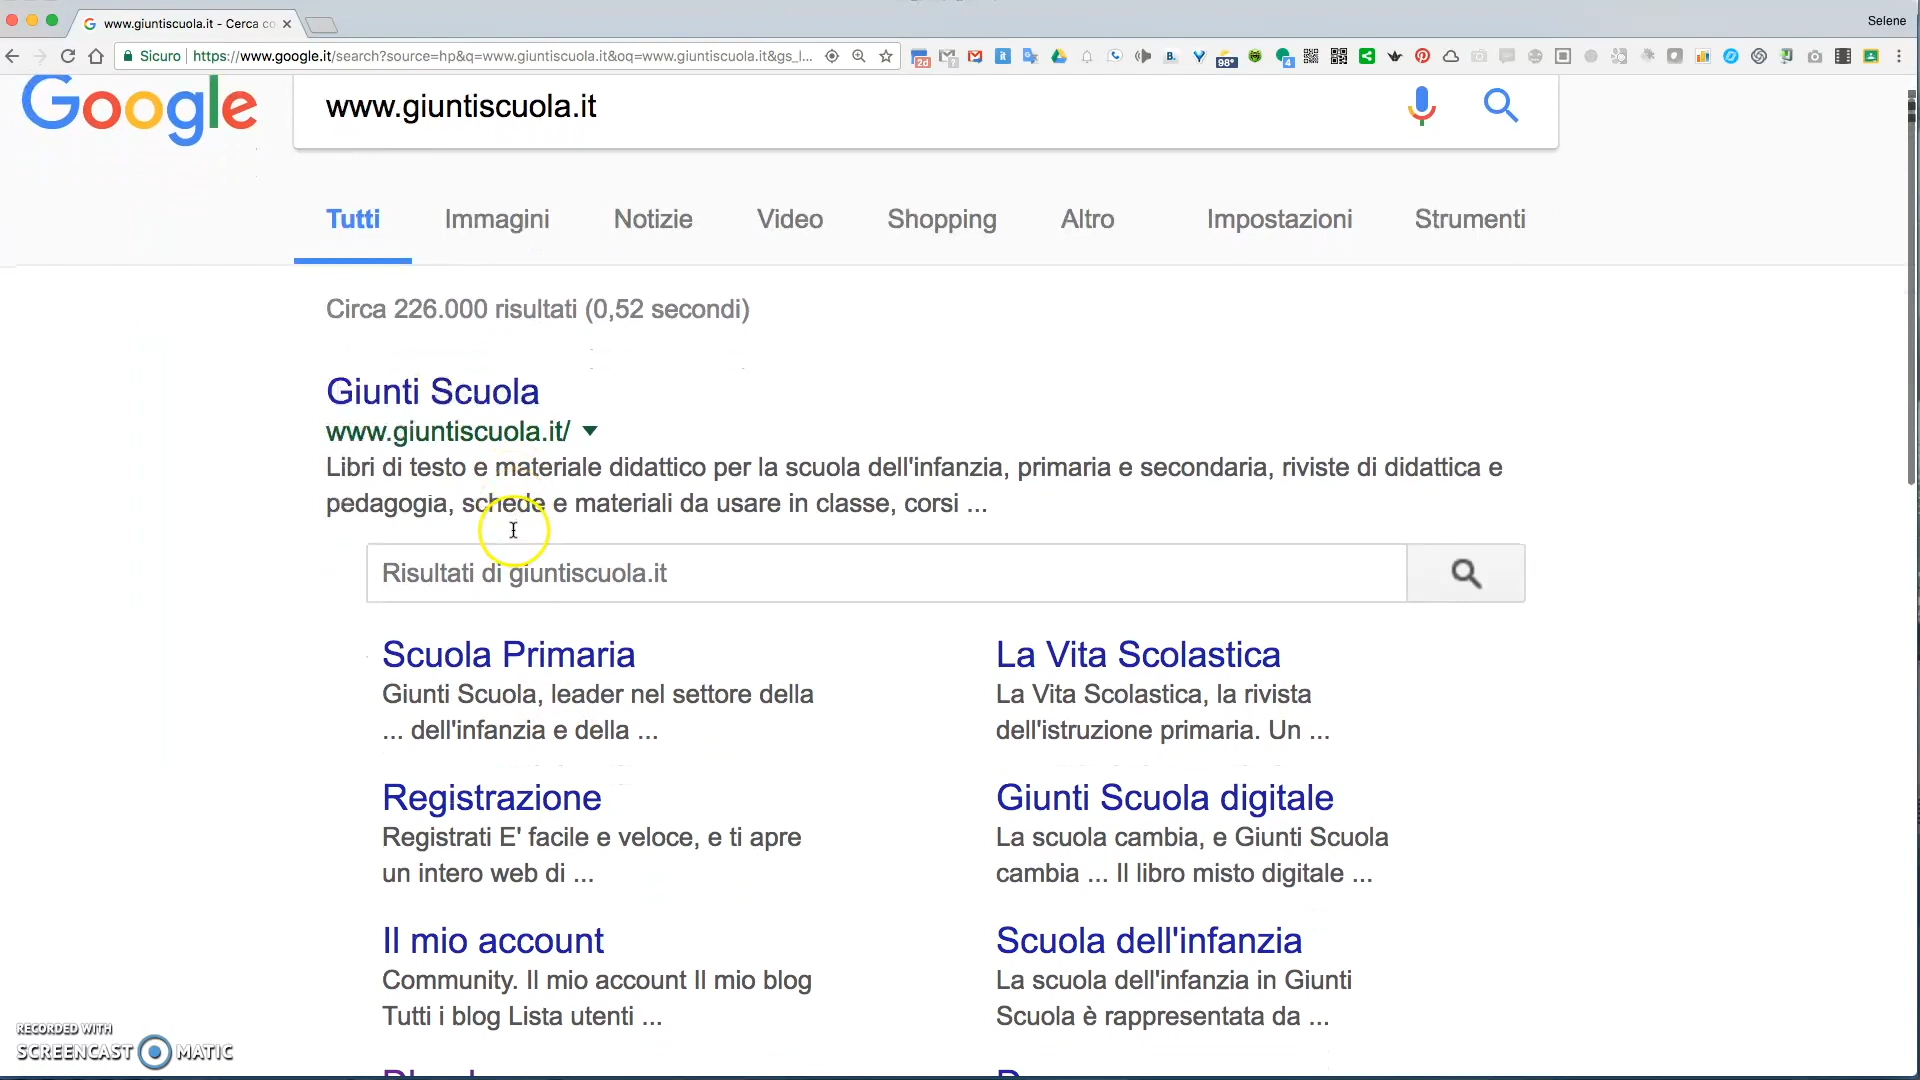 www.giuntiscuola.it - Cerca co
Selene
Sicuro https://www.google.it/search?source=hp&q=www.giuntiscuola.it&oq=www.giuntiscuola.it&gs_l...
2d
98°
4
Google
www.giuntiscuola.it
Tutti Immagini Notizie Video Shopping Altro Impostazioni Strumenti
Circa 226.000 risultati (0,52 secondi)
Giunti Scuola
www.giuntiscuola.it/
Libri di testo e materiale didattico per la scuola dell'infanzia, primaria e secondaria, riviste di didattica e
pedagogia, schede e materiali da usare in classe, corsi ...
Risultati di giuntiscuola.it
Scuola Primaria
Giunti Scuola, leader nel settore della
... dell'infanzia e della ...
La Vita Scolastica
La Vita Scolastica, la rivista
dell'istruzione primaria. Un ...
Registrazione
Registrati E' facile e veloce, e ti apre
un intero web di ...
Giunti Scuola digitale
La scuola cambia, e Giunti Scuola
cambia ... Il libro misto digitale ...
Il mio account
Community. Il mio account Il mio blog
Tutti i blog Lista utenti ...
Scuola dell'infanzia
La scuola dell'infanzia in Giunti
Scuola è rappresentata da ...
RECORDED WITH
SCREENCAST MATIC